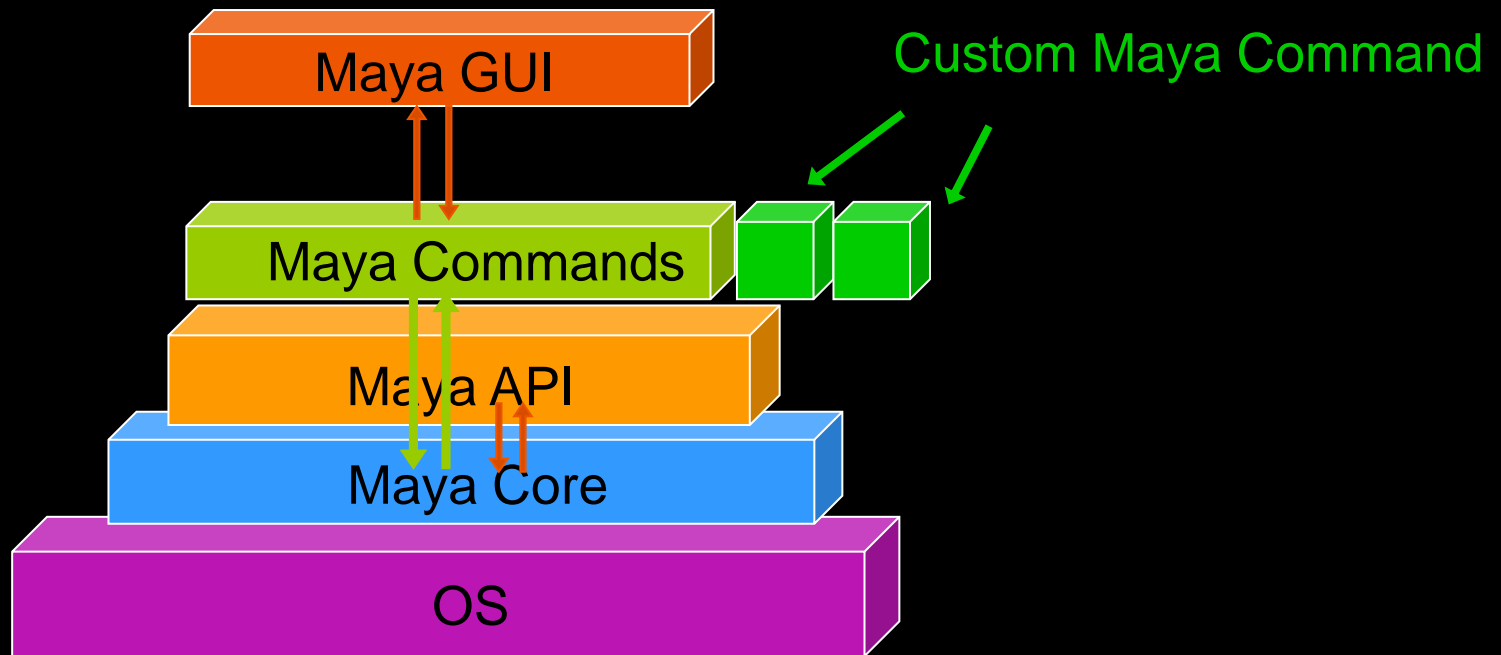 Maya GUI
Custom Maya Command
Maya Commands
Maya API
Maya Core
OS